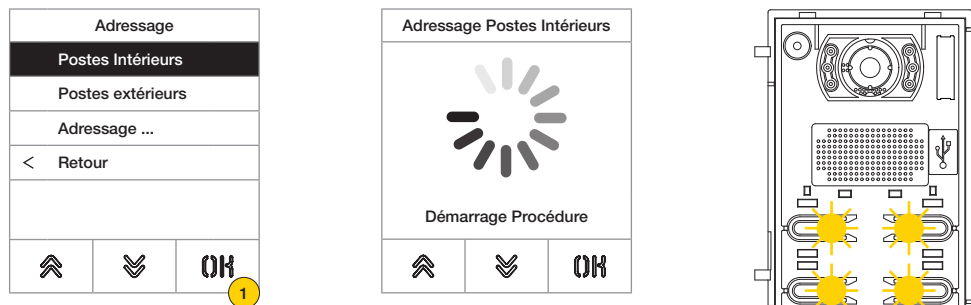 Adressage
Postes Intérieurs
Postes extérieurs
Adressage ...
< Retour
OK
1
Adressage Postes Intérieurs
Démarrage Procédure
OK